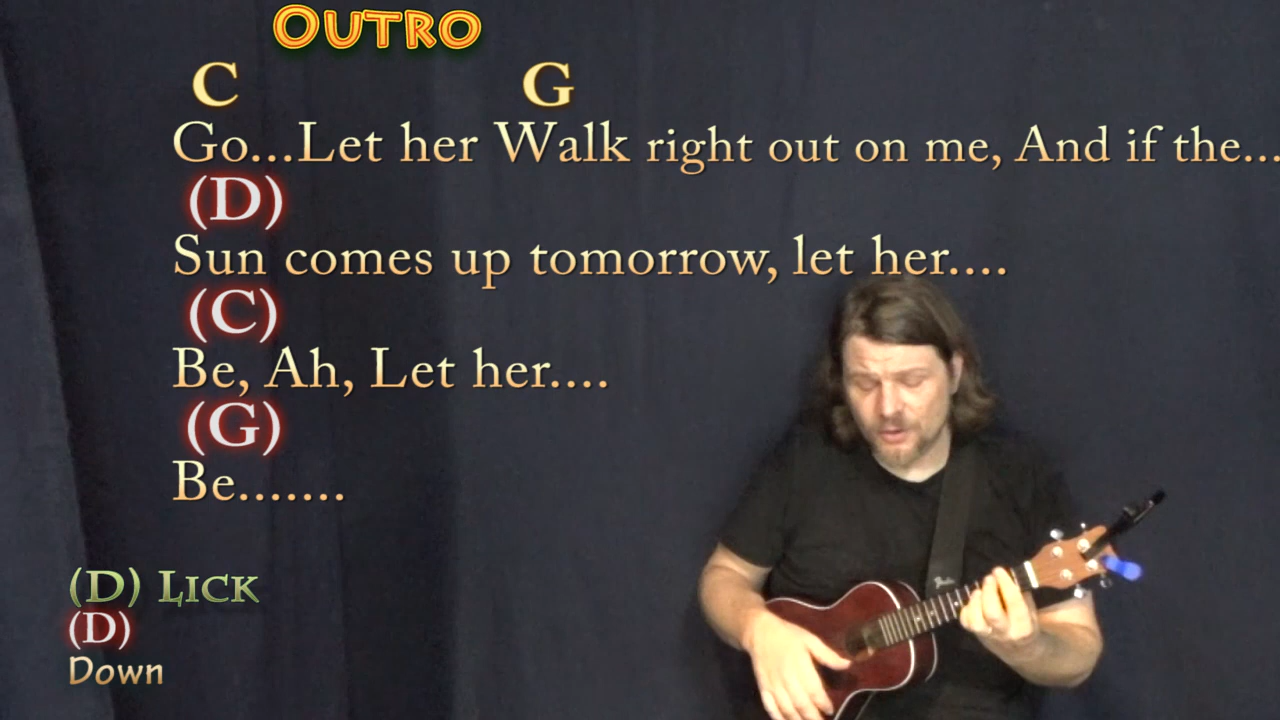 Outro
C G
Go...Let her Walk right out on me, And if the...
(D)
Sun comes up tomorrow, let her....
(C)
Be, Ah, Let her....
(G)
Be.......
(D) Lick
(D)
Down